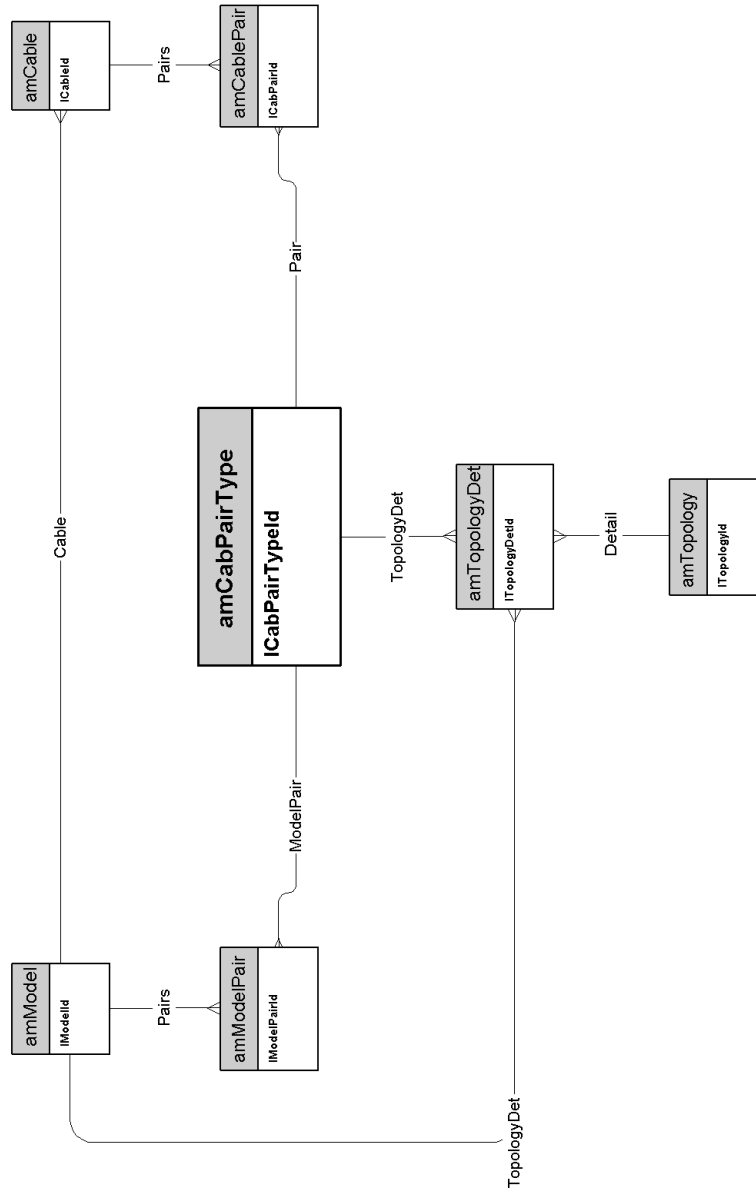 amModel
lModelId
Cable
amCable
lCableId
Pairs
Pairs
amModelPair
lModelPairId
ModelPair
amCabPairType
lCabPairTypeId
Pair
amCablePair
lCabPairId
TopologyDet
amTopologyDet
lTopologyDetId
TopologyDet
Detail
amTopology
lTopologyId